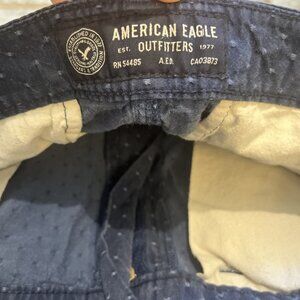 AMERICAN EAGLE
EST. OUTFITTERS 1977
RN 54485 A.E.O. CA03873